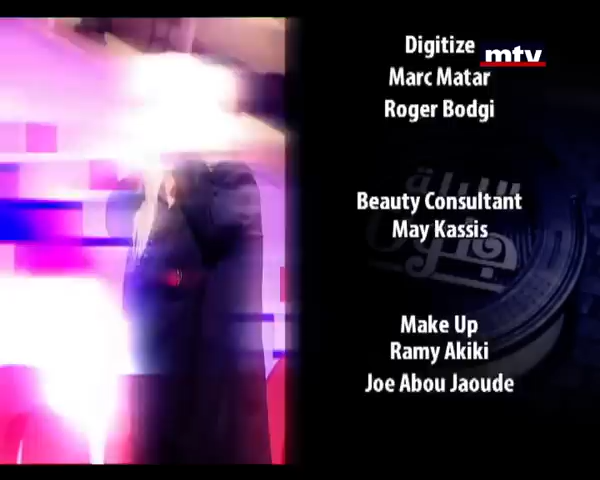 Digitize
mtv
Marc Matar
Roger Bodgi
Beauty Consultant
May Kassis
Make Up
Ramy Akiki
Joe Abou Jaoude